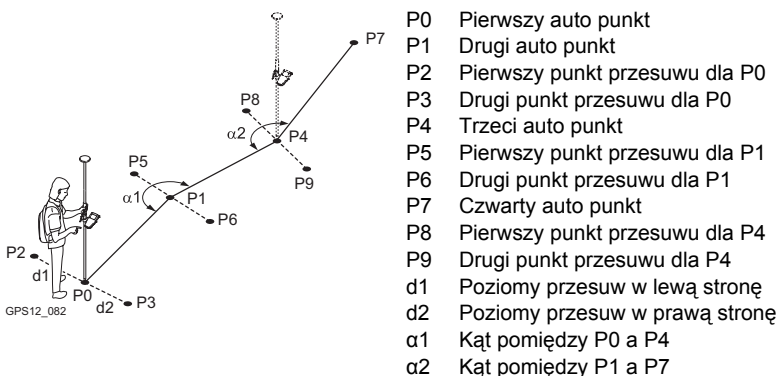 P7
P8
α2
P4
P5
P9
α1
P1
P6
P2
d1
P0
d2
P3
GPS12_082
P0 Pierwszy auto punkt
P1 Drugi auto punkt
P2 Pierwszy punkt przesuwu dla P0
P3 Drugi punkt przesuwu dla P0
P4 Trzeci auto punkt
P5 Pierwszy punkt przesuwu dla P1
P6 Drugi punkt przesuwu dla P1
P7 Czwarty auto punkt
P8 Pierwszy punkt przesuwu dla P4
P9 Drugi punkt przesuwu dla P4
d1 Poziomy przesuw w lewą stronę
d2 Poziomy przesuw w prawą stronę
α1 Kąt pomiędzy P0 a P4
α2 Kąt pomiędzy P1 a P7